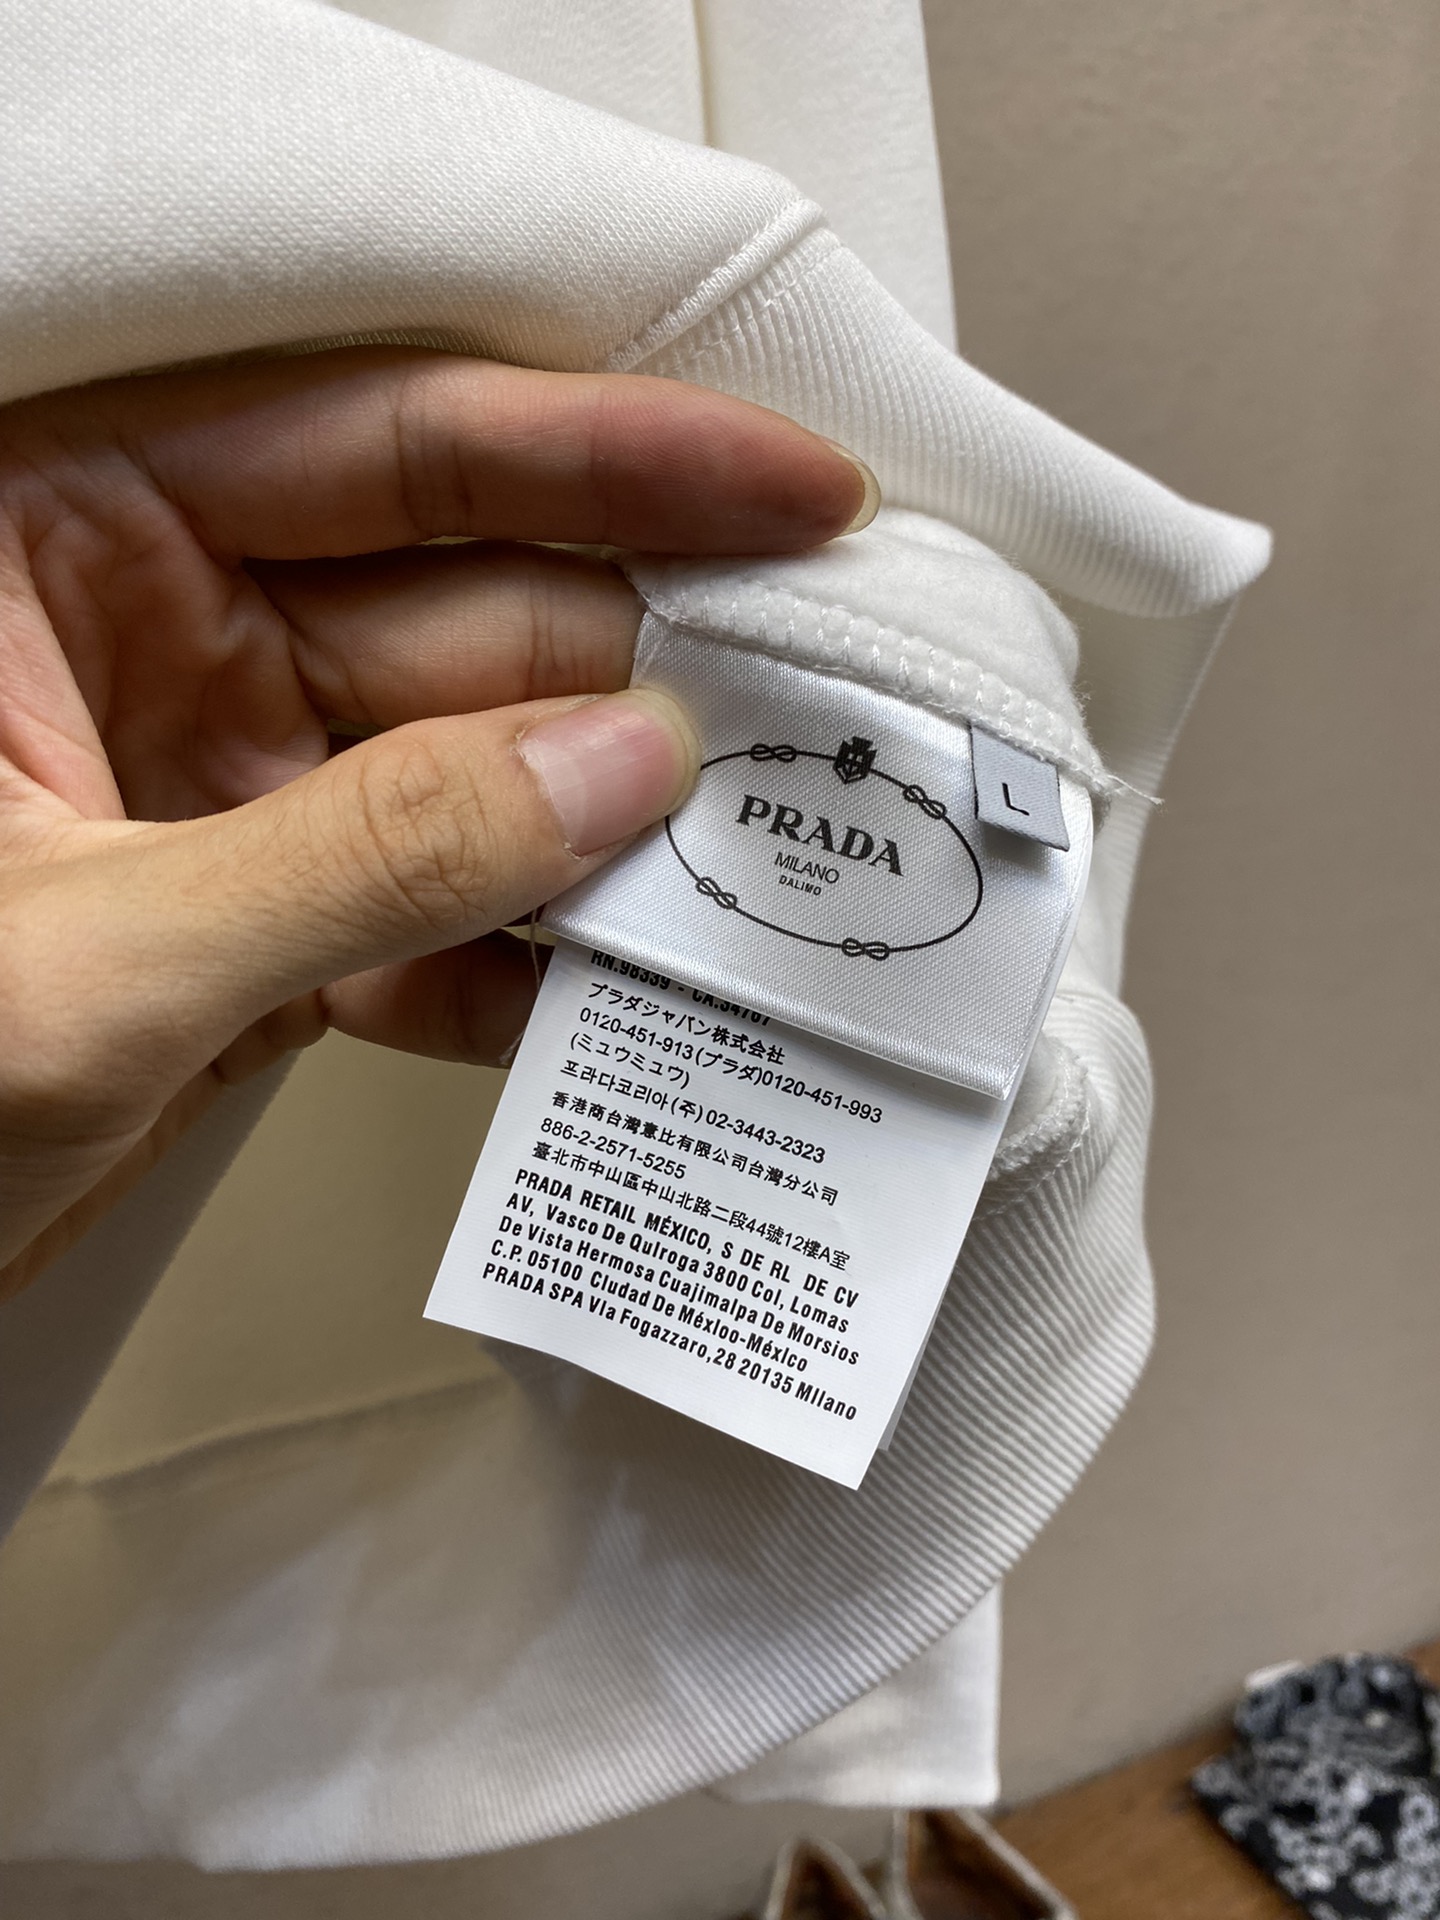 PRADA
MILANO
DALIMO
L
RN.98339 - CA.34707
プラダジャパン株式会社
0120-451-913(プラダ)0120-451-993
(ミュウミュウ)
프라다코리아(주)02-3443-2323
香港商台灣意比有限公司台灣分公司
886-2-2571-5255
臺北市中山區中山北路二段44號12樓A室
PRADA RETAIL MÉXICO, S DE RL DE CV
AV, Vasco De Quiroga 3800 Col, Lomas
De Vista Hermosa Cuajimalpa De Morsios
C.P. 05100 Ciudad De Méxioo-México
PRADA SPA Via Fogazzaro,28 20135 Milano